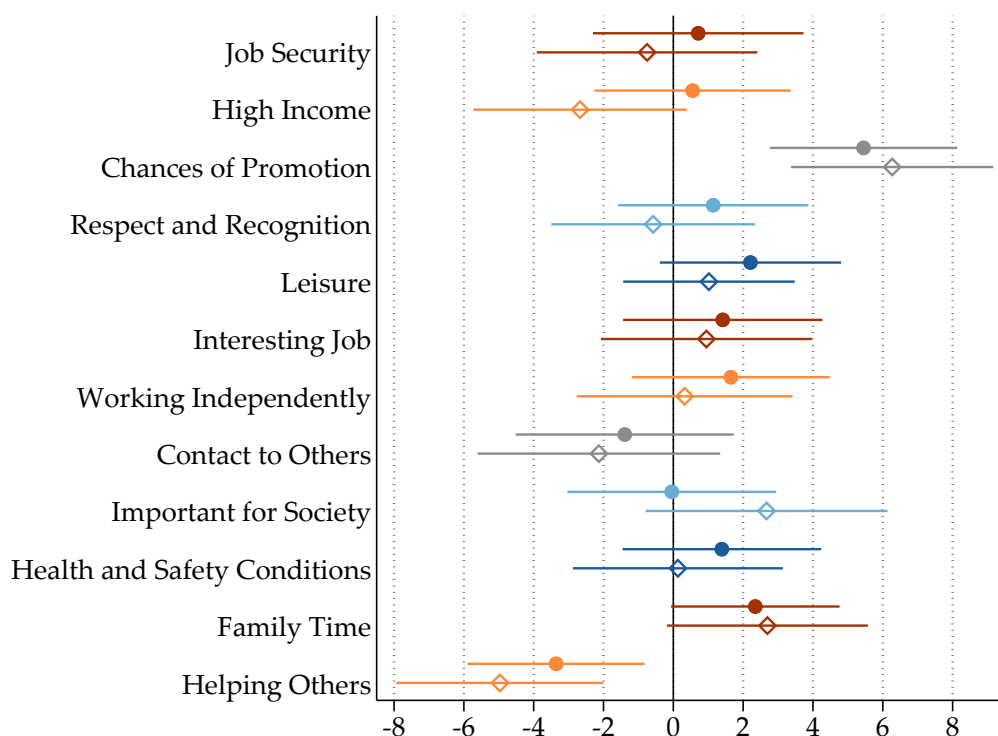 Job Security
High Income
Chances of Promotion
Respect and Recognition
Leisure
Interesting Job
Working Independently
Contact to Others
Important for Society
Health and Safety Conditions
Family Time
Helping Others
-8 -6 -4 -2 0 2 4 6 8